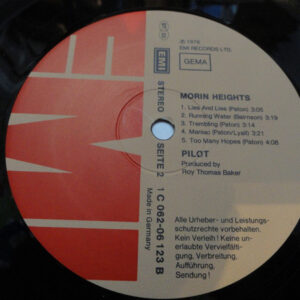 ℗ 1976
EMI RECORDS LTD.
GEMA
EMI
STEREO
SEITE 2
1 C 062-06 123 B
Made in Germany
MORIN HEIGHTS
1. Lies And Lies (Paton) 3:05
2. Running Water (Bairnson) 3:19
3. Trembling (Paton) 3:14
4. Maniac (Paton/Lyall) 3:21
5. Too Many Hopes (Paton) 4:08
PILOT
Produced by
Roy Thomas Baker
Alle Urheber- und Leistungs-
schutzrechte vorbehalten.
Kein Verleih! Keine un-
erlaubte Vervielfälti-
gung, Verbreitung,
Aufführung,
Sendung!